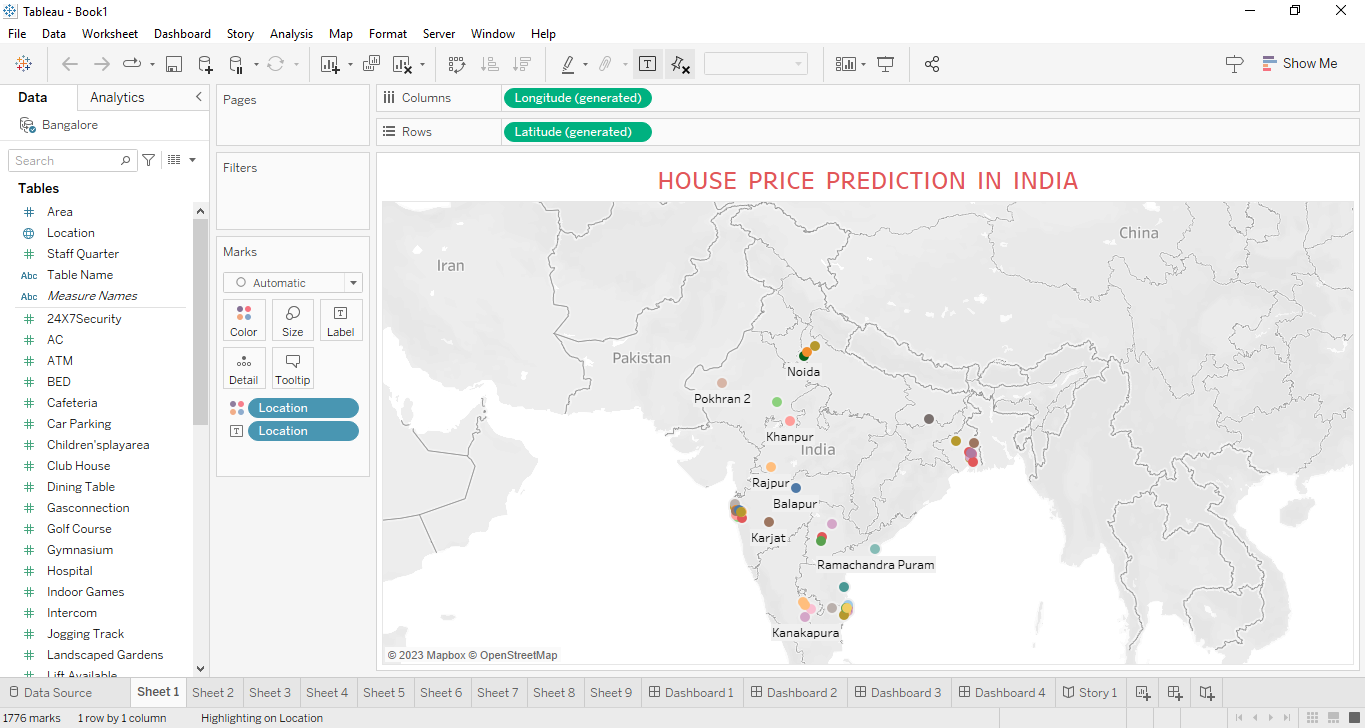 Tableau - Book1
File Data Worksheet Dashboard Story Analysis Map Format Server Window Help
Show Me
Data Analytics
Bangalore
Search
Tables
Area
Location
Staff Quarter
Abc Table Name
Abc Measure Names
24X7Security
AC
ATM
BED
Cafeteria
Car Parking
Children'splayarea
Club House
Dining Table
Gasconnection
Golf Course
Gymnasium
Hospital
Indoor Games
Intercom
Jogging Track
Landscaped Gardens
Lift Available
Pages
Filters
Marks
Automatic
Color Size Label
Detail Tooltip
Location
Location
Columns Longitude (generated)
Rows Latitude (generated)
HOUSE PRICE PREDICTION IN INDIA
China
Iran
Pakistan
Noida
Pokhran 2
Khanpur
India
Rajpur
Balapur
Karjat
Ramachandra Puram
Kanakapura
© 2023 Mapbox © OpenStreetMap
Data Source Sheet 1 Sheet 2 Sheet 3 Sheet 4 Sheet 5 Sheet 6 Sheet 7 Sheet 8 Sheet 9 Dashboard 1 Dashboard 2 Dashboard 3 Dashboard 4 Story 1
1776 marks 1 row by 1 column Highlighting on Location